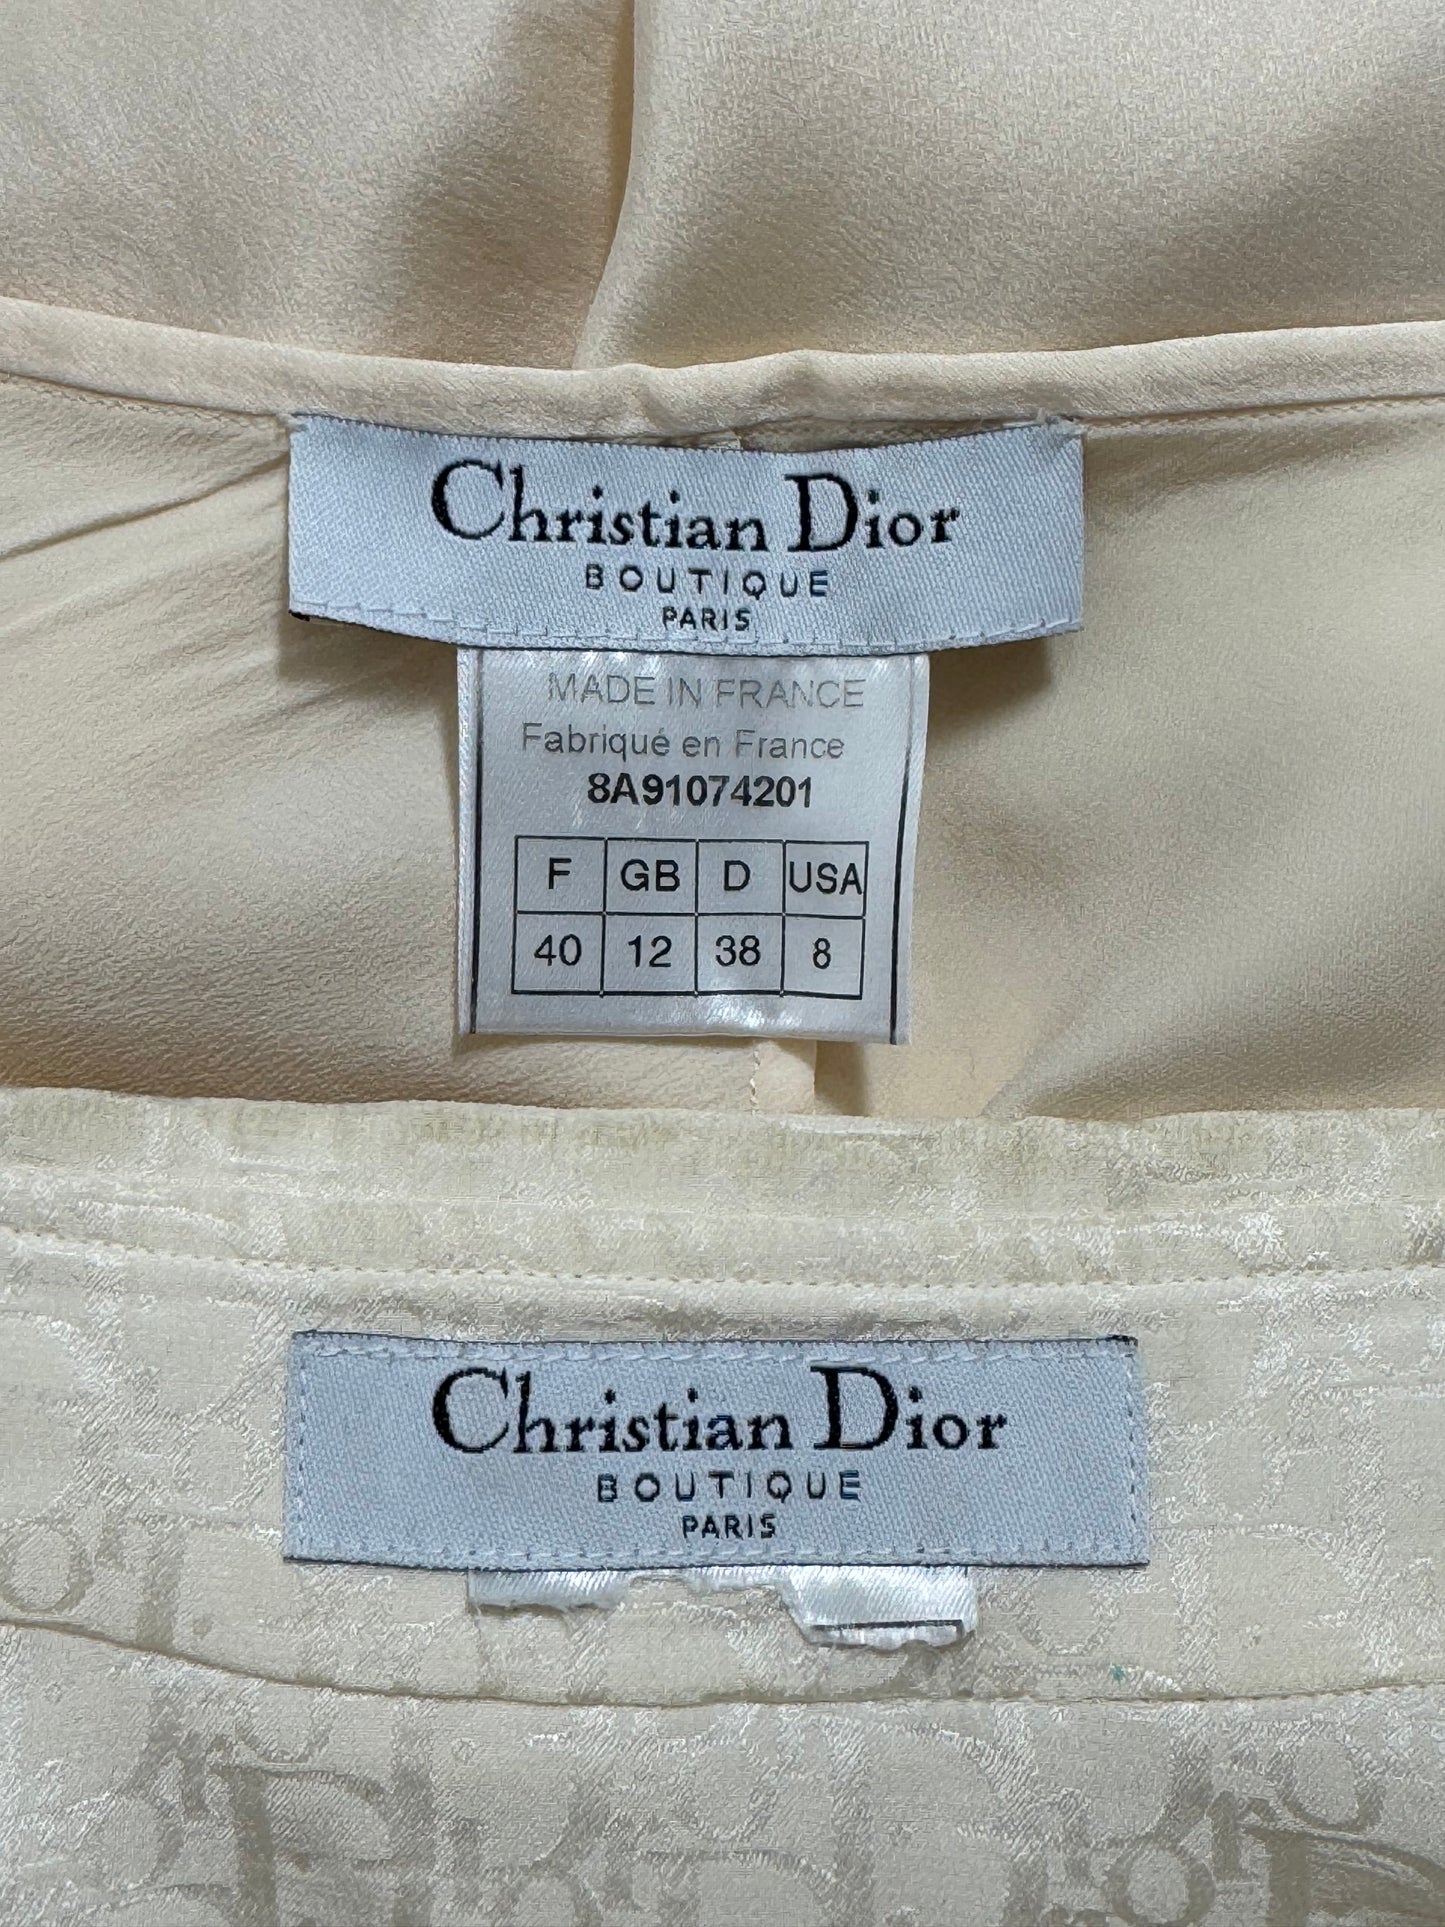 Christian Dior
BOUTIQUE
PARIS
MADE IN FRANCE
Fabriqué en France
8A91074201
F GB D USA
40 12 38 8
Christian Dior
BOUTIQUE
PARIS